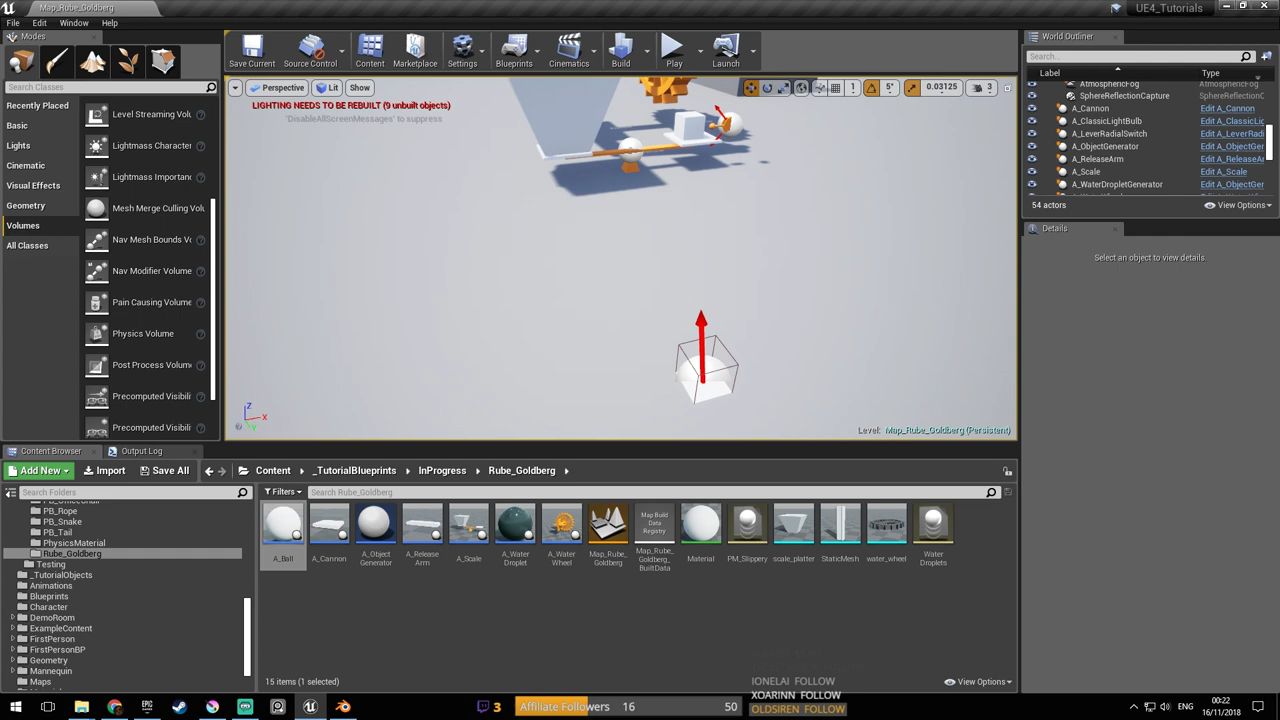 Map_Rube_Goldberg
UE4_Tutorials
File Edit Window Help
Modes
Save Current
Source Control
Content
Marketplace
Settings
Blueprints
Cinematics
Build
Play
Launch
World Outliner
Search Classes
Perspective
Lit
Show
1
5°
0.03125
3
Search...
Label Type
LIGHTING NEEDS TO BE REBUILT (9 unbuilt objects)
'DisableAllScreenMessages' to suppress
Recently Placed
Basic
Lights
Cinematic
Visual Effects
Geometry
Volumes
All Classes
Level Streaming Volu
Lightmass Character
Lightmass Importanc
Mesh Merge Culling Volu
Nav Mesh Bounds Vo
Nav Modifier Volume
Pain Causing Volume
Physics Volume
Post Process Volume
Precomputed Visibili
Precomputed Visibili
AtmosphericFog AtmosphericFog
SphereReflectionCapture SphereReflectionC
A_Cannon Edit A_Cannon
A_ClassicLightBulb Edit A_ClassicLig
A_LeverRadialSwitch Edit A_LeverRadi
A_ObjectGenerator Edit A_ObjectGer
A_ReleaseArm Edit A_ReleaseAr
A_Scale Edit A_Scale
A_WaterDropletGenerator Edit A_ObjectGer
54 actors View Options
Details
Select an object to view details.
Z
X
Y
Level: Map_Rube_Goldberg (Persistent)
Content Browser
Output Log
Add New
Import
Save All
Content
_TutorialBlueprints
InProgress
Rube_Goldberg
Search Folders
Filters
Search Rube_Goldberg
PB_Rope
PB_Snake
PB_Tail
PhysicsMaterial
Rube_Goldberg
Testing
_TutorialObjects
Animations
Blueprints
Character
DemoRoom
ExampleContent
FirstPerson
FirstPersonBP
Geometry
Mannequin
Maps
A_Ball
A_Cannon
A_Object
Generator
A_Release
Arm
A_Scale
A_Water
Droplet
A_Water
Wheel
Map_Rube_
Goldberg
Map Build
Data
Registry
Map_Rube_
Goldberg_
BuiltData
Material
PM_Slippery
scale_platter
StaticMesh
water_wheel
Water
Droplets
15 items (1 selected)
View Options
IONELAI FOLLOW
XOARINN FOLLOW
OLDSIREN FOLLOW
3
Affiliate Followers 16 50
00:22
16/11/2018